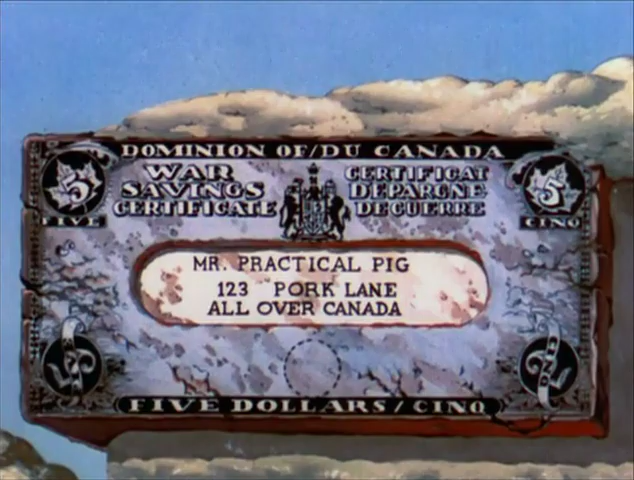 DOMINION OF/DU CANADA
WAR SAVINGS CERTIFICATE
CERTIFICAT D'EPARGNE DE GUERRE
5
FIVE
5
CINQ
MR. PRACTICAL PIG
123 PORK LANE
ALL OVER CANADA
5
5
FIVE DOLLARS/CINQ